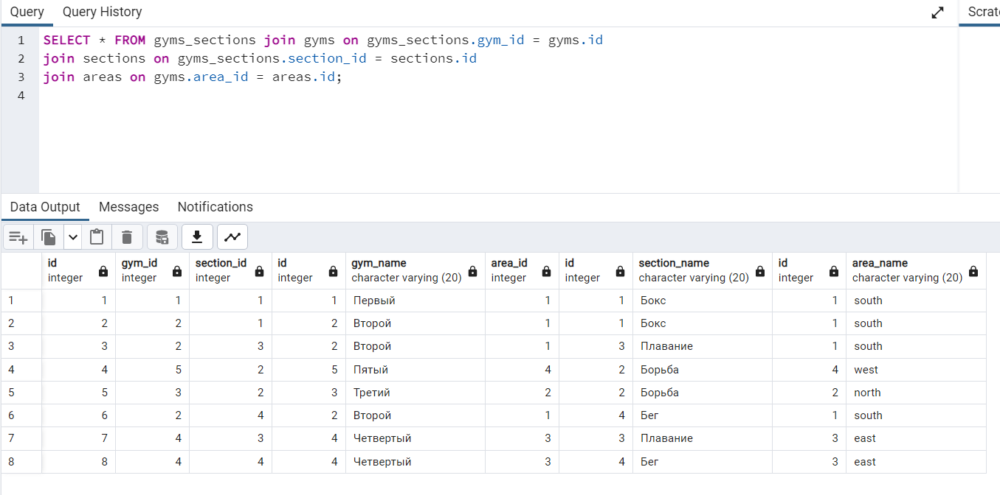 Query Query History Scrat
1 SELECT * FROM gyms_sections join gyms on gyms_sections.gym_id = gyms.id
2 join sections on gyms_sections.section_id = sections.id
3 join areas on gyms.area_id = areas.id;
4
Data Output Messages Notifications
id gym_id section_id id gym_name area_id id section_name id area_name
integer integer integer integer character varying (20) integer integer character varying (20) integer character varying (20)
1 1 1 1 1 Первый 1 1 Бокс 1 south
2 2 2 1 2 Второй 1 1 Бокс 1 south
3 3 2 3 2 Второй 1 3 Плавание 1 south
4 4 5 2 5 Пятый 4 2 Борьба 4 west
5 5 3 2 3 Третий 2 2 Борьба 2 north
6 6 2 4 2 Второй 1 4 Бег 1 south
7 7 4 3 4 Четвертый 3 3 Плавание 3 east
8 8 4 4 4 Четвертый 3 4 Бег 3 east